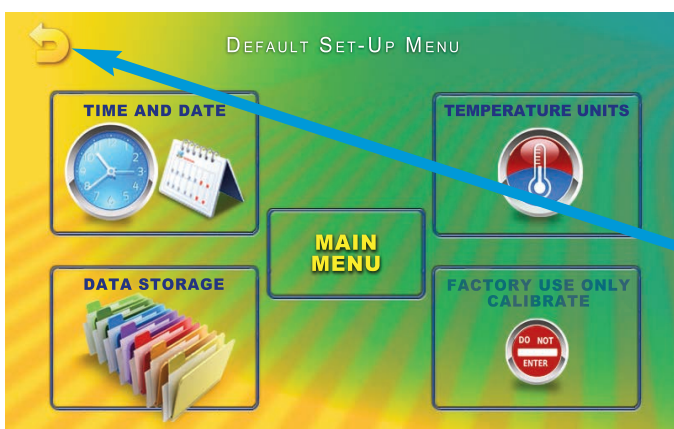 DEFAULT SET-UP MENU
TIME AND DATE
TEMPERATURE UNITS
MAIN
MENU
DATA STORAGE
FACTORY USE ONLY
CALIBRATE
DO NOT
ENTER